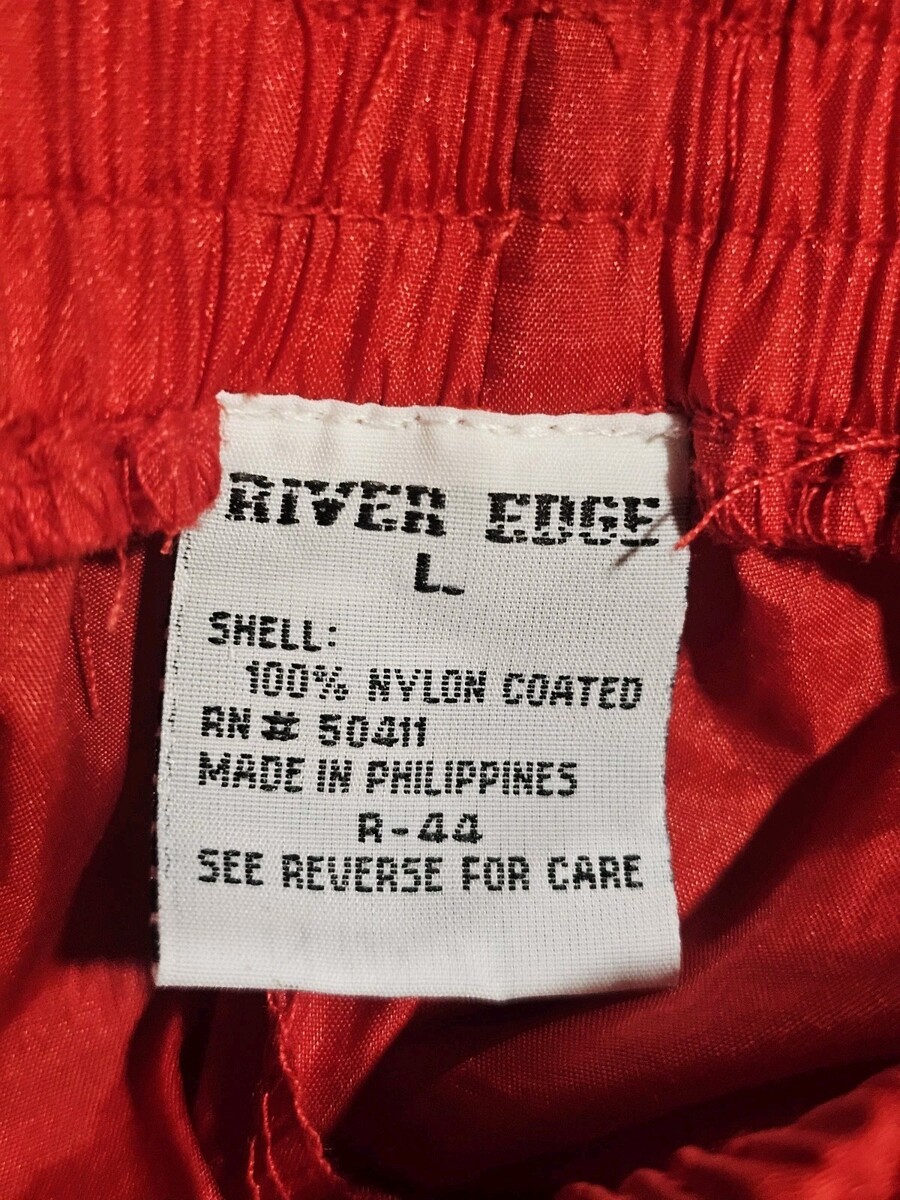 RIVER EDGE
L
SHELL:
100% NYLON COATED
RN # 50411
MADE IN PHILIPPINES
R-44
SEE REVERSE FOR CARE